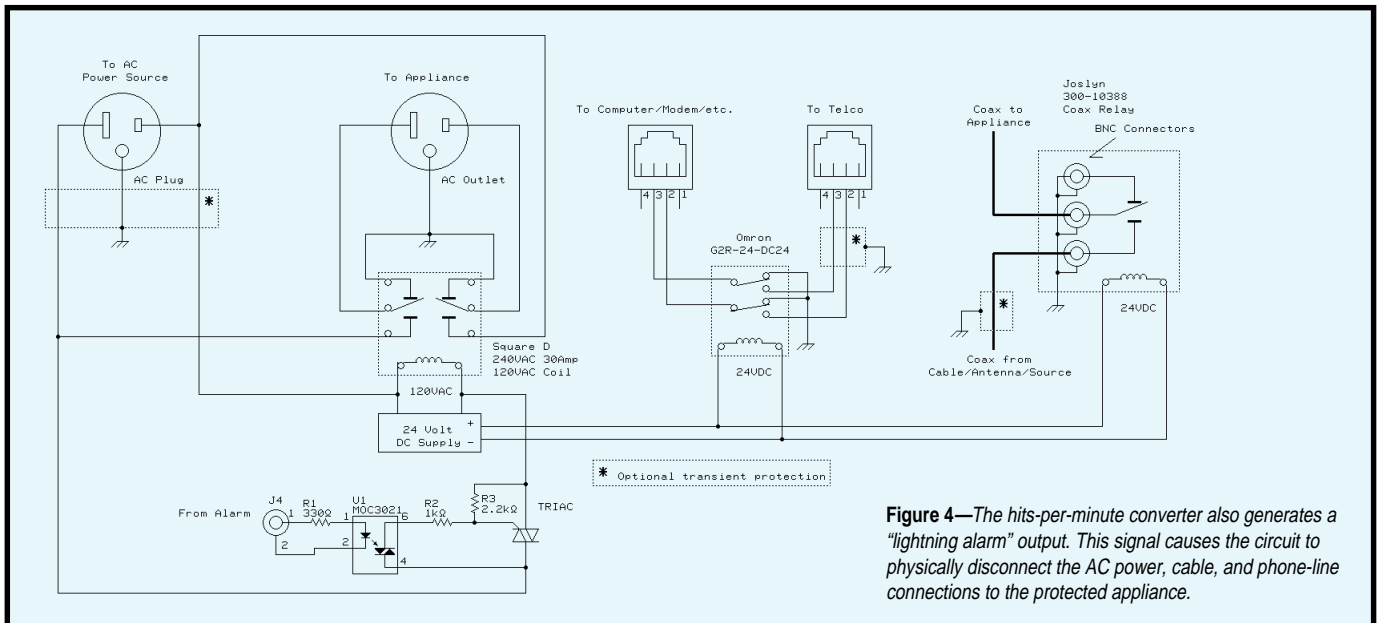 To AC
Power Source
AC Plug
*
To Appliance
AC Outlet
Square D
240VAC 30Amp
120VAC Coil
120VAC
24 Volt
DC Supply
+
-
To Computer/Modem/etc.
4 3 2 1
To Telco
4 3 2 1
*
Omron
G2R-24-DC24
24VDC
Joslyn
300-10388
Coax Relay
BNC Connectors
Coax to
Appliance
*
24VDC
Coax from
Cable/Antenna/Source
* Optional transient protection
From Alarm
J4
1
2
R1
330Ω
U1
MOC3021
1
2
6
4
R2
1kΩ
R3
2.2kΩ
TRIAC
Figure 4—The hits-per-minute converter also generates a
“lightning alarm” output. This signal causes the circuit to
physically disconnect the AC power, cable, and phone-line
connections to the protected appliance.